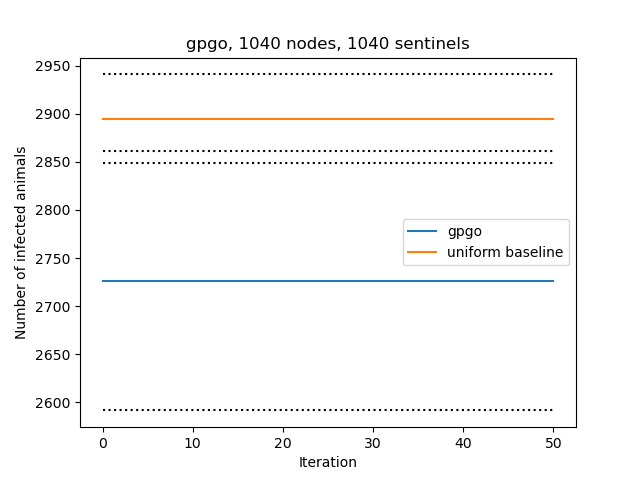 gpgo, 1040 nodes, 1040 sentinels
2950
2900
2850
2800
2750
2700
2650
2600
Number of infected animals
gpgo
uniform baseline
0 10 20 30 40 50
Iteration